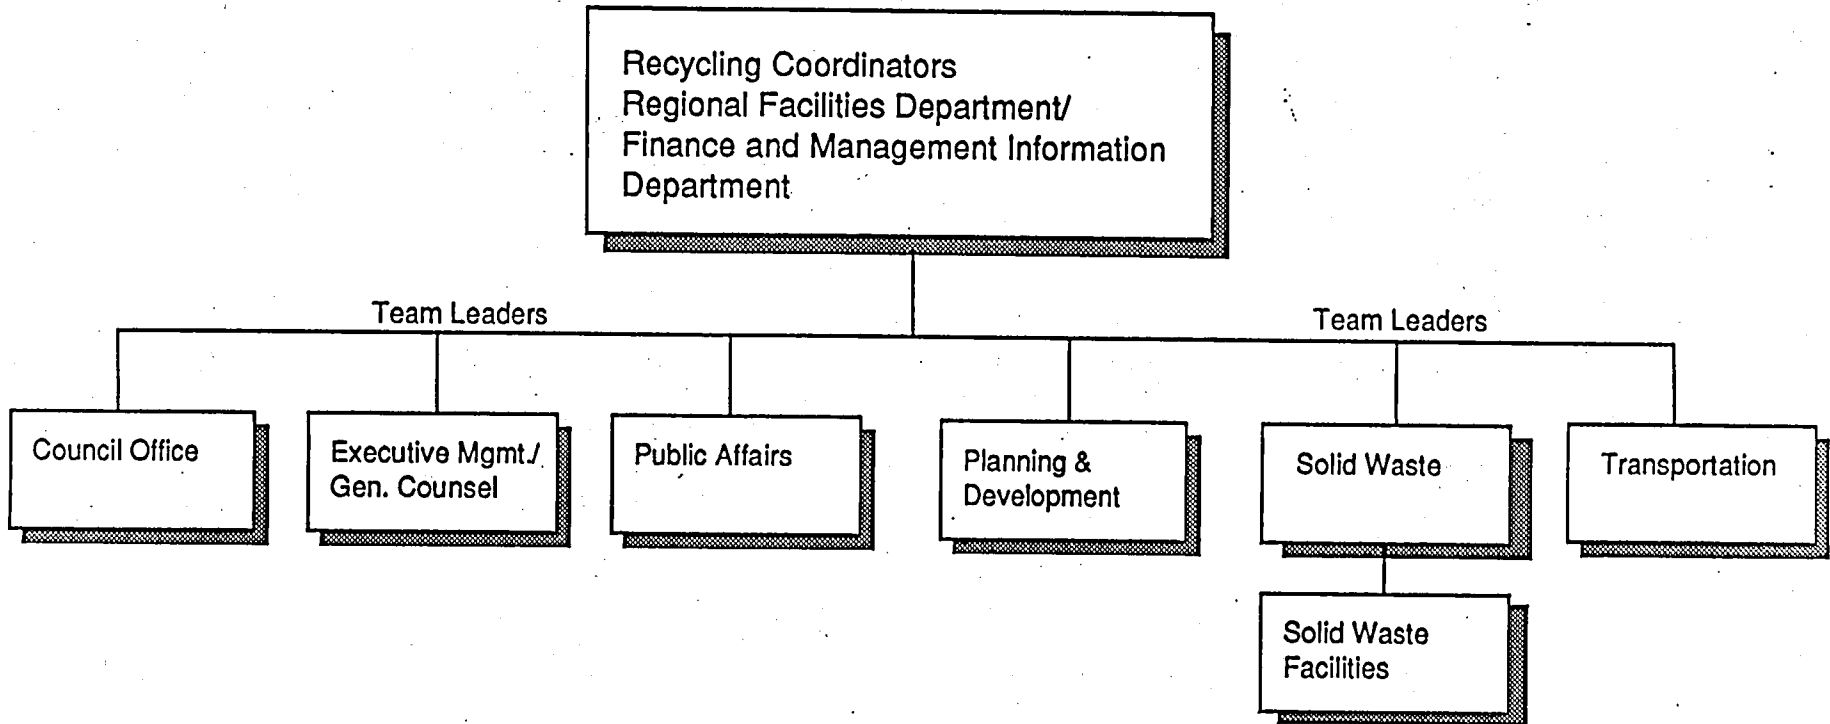 Recycling Coordinators
Regional Facilities Department/
Finance and Management Information
Department
Team Leaders
Team Leaders
Council Office
Executive Mgmt./
Gen. Counsel
Public Affairs
Planning &
Development
Solid Waste
Transportation
Solid Waste
Facilities